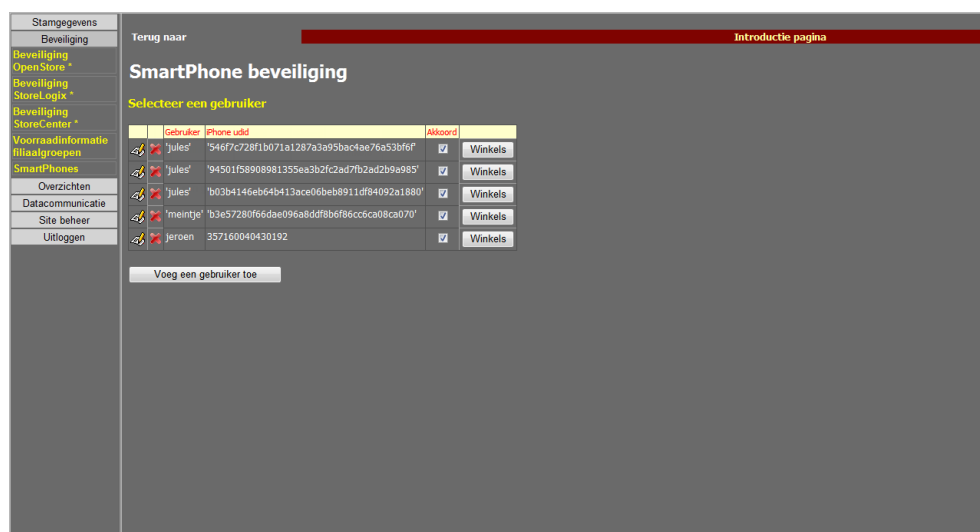 Stamgegevens
Beveiliging
Beveiliging
OpenStore *
Beveiliging
StoreLogix *
Beveiliging
StoreCenter *
Voorraadinformatie
filiaalgroepen
SmartPhones
Overzichten
Datacommunicatie
Site beheer
Uitloggen
Terug naar Introductie pagina
SmartPhone beveiliging
Selecteer een gebruiker
Gebruiker iPhone udid Akkoord
'jules' '546f7c728f1b071a1287a3a95bac4ae76a53bf6f' Winkels
'jules' '94501f58908981355ea3b2fc2ad7fb2ad2b9a985' Winkels
'jules' 'b03b4146eb64b413ace06beb8911df84092a1880' Winkels
'meintje' 'b3e57280f66dae096a8ddf8b6f86cc6ca08ca070' Winkels
jeroen 357160040430192 Winkels
Voeg een gebruiker toe